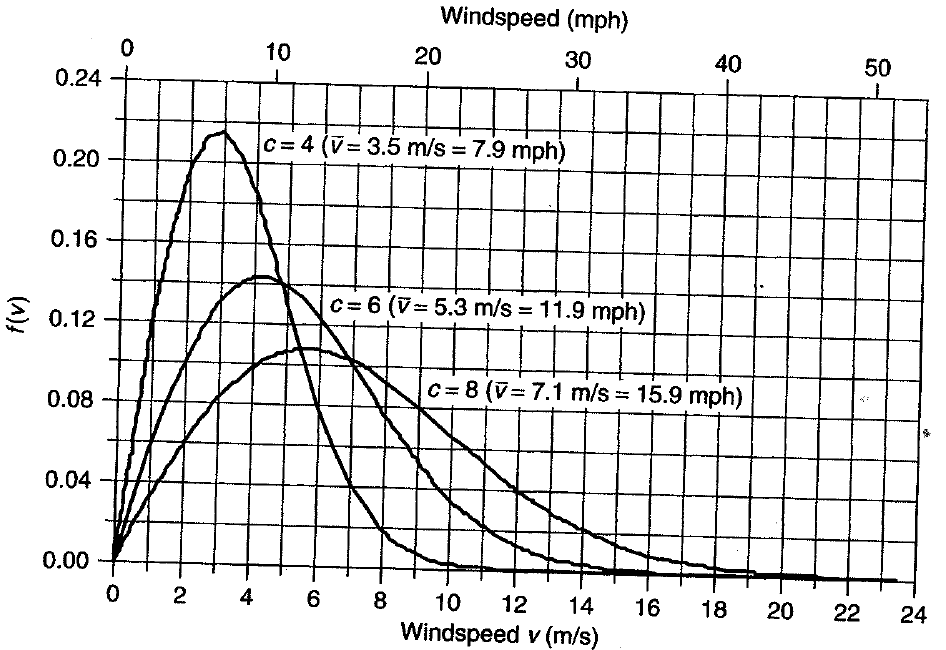 Windspeed (mph)
0 10 20 30 40 50
0.24
c = 4 (v̅ = 3.5 m/s = 7.9 mph)
0.20
0.16
c = 6 (v̅ = 5.3 m/s = 11.9 mph)
0.12
f(v)
c = 8 (v̅ = 7.1 m/s = 15.9 mph)
0.08
0.04
0.00
0 2 4 6 8 10 12 14 16 18 20 22 24
Windspeed v (m/s)